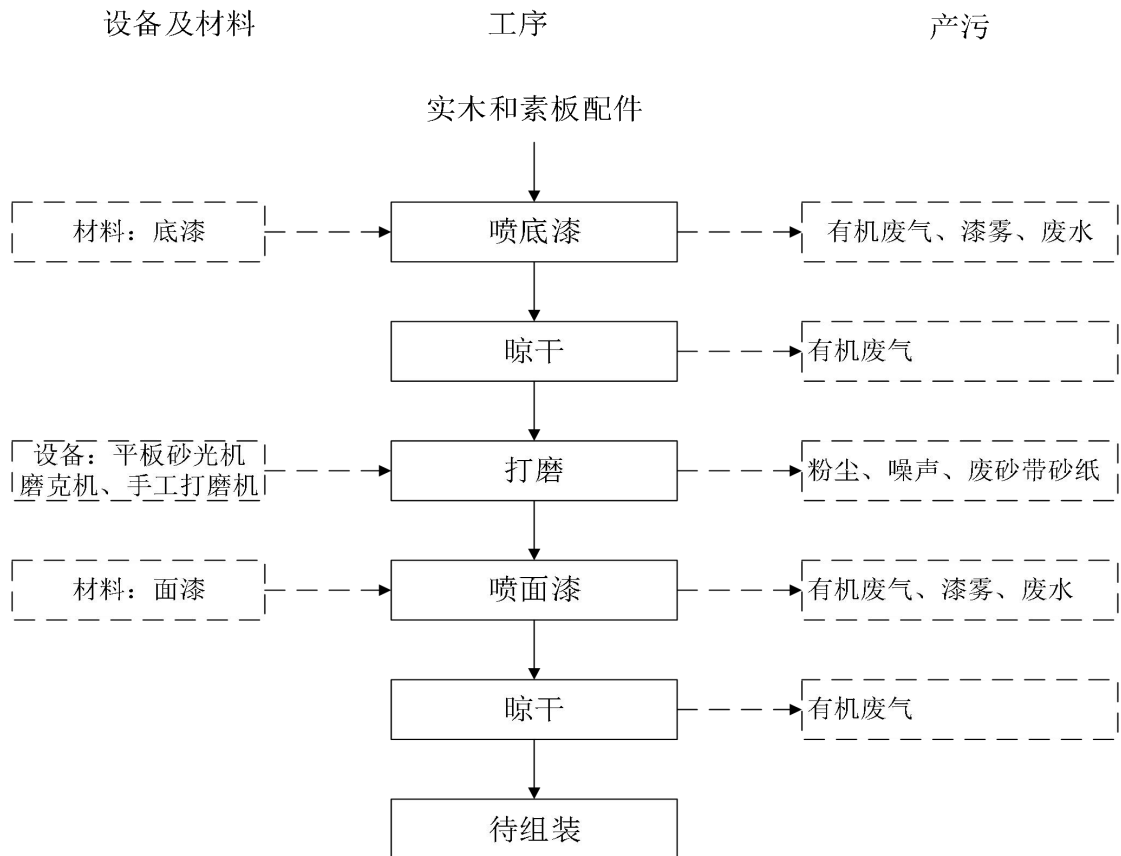 设备及材料
工序
产污
实木和素板配件
材料：底漆
喷底漆
有机废气、漆雾、废水
晾干
有机废气
设备：平板砂光机
磨克机、手工打磨机
打磨
粉尘、噪声、废砂带砂纸
材料：面漆
喷面漆
有机废气、漆雾、废水
晾干
有机废气
待组装